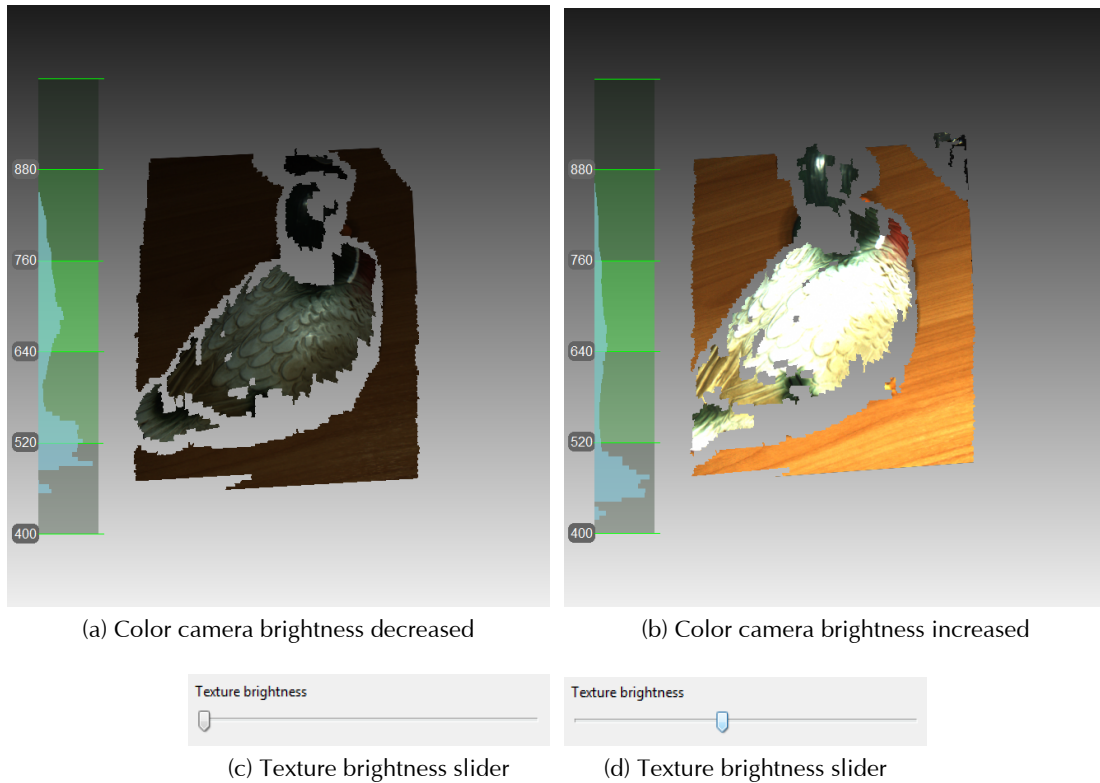 880
760
640
520
400
880
760
640
520
400
(a) Color camera brightness decreased
(b) Color camera brightness increased
Texture brightness
Texture brightness
(c) Texture brightness slider
(d) Texture brightness slider